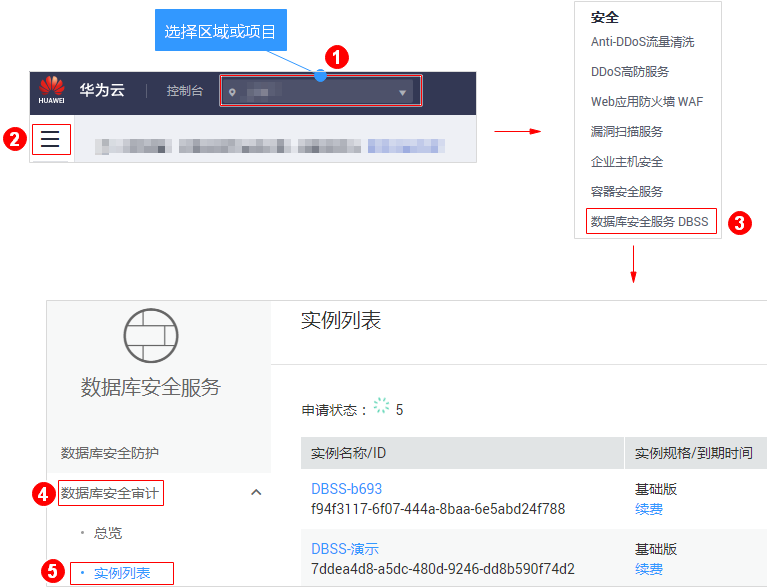 选择区域或项目
1
HUAWEI
华为云
控制台
2
安全
Anti-DDoS流量清洗
DDoS高防服务
Web应用防火墙 WAF
漏洞扫描服务
企业主机安全
容器安全服务
数据库安全服务 DBSS
3
数据库安全服务
数据库安全防护
4
数据库安全审计
· 总览
5
· 实例列表
实例列表
申请状态： 5
实例名称/ID 实例规格/到期时间
DBSS-b693 基础版
f94f3117-6f07-444a-8baa-6e5abd24f788 续费
DBSS-演示 基础版
7ddea4d8-a5dc-480d-9246-dd8b590f74d2 续费